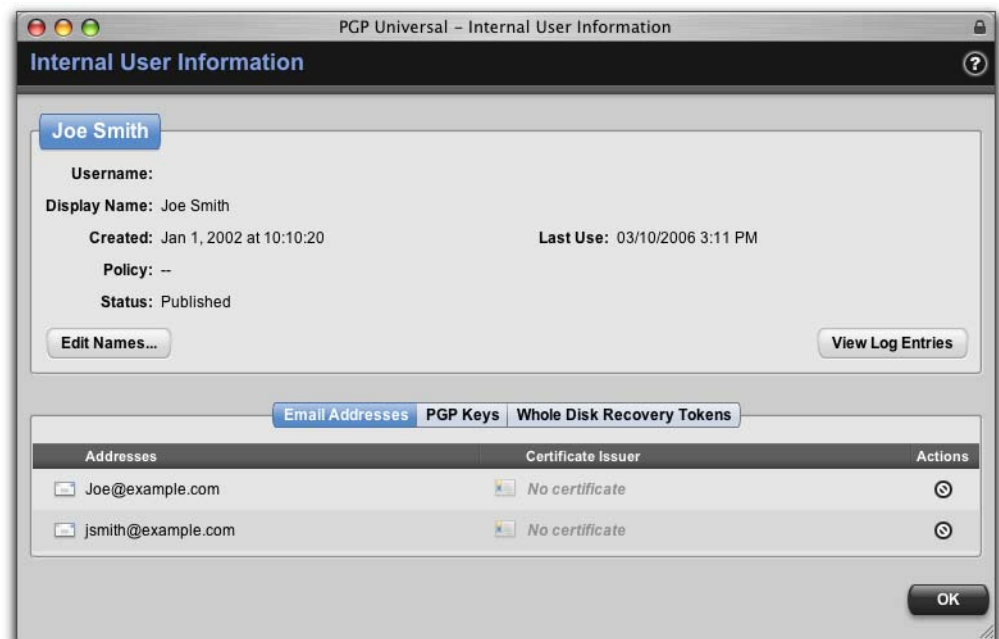 PGP Universal – Internal User Information
Internal User Information ?
Joe Smith
Username:
Display Name: Joe Smith
Created: Jan 1, 2002 at 10:10:20 Last Use: 03/10/2006 3:11 PM
Policy: --
Status: Published
Edit Names... View Log Entries
Email Addresses PGP Keys Whole Disk Recovery Tokens
Addresses Certificate Issuer Actions
Joe@example.com No certificate
jsmith@example.com No certificate
OK